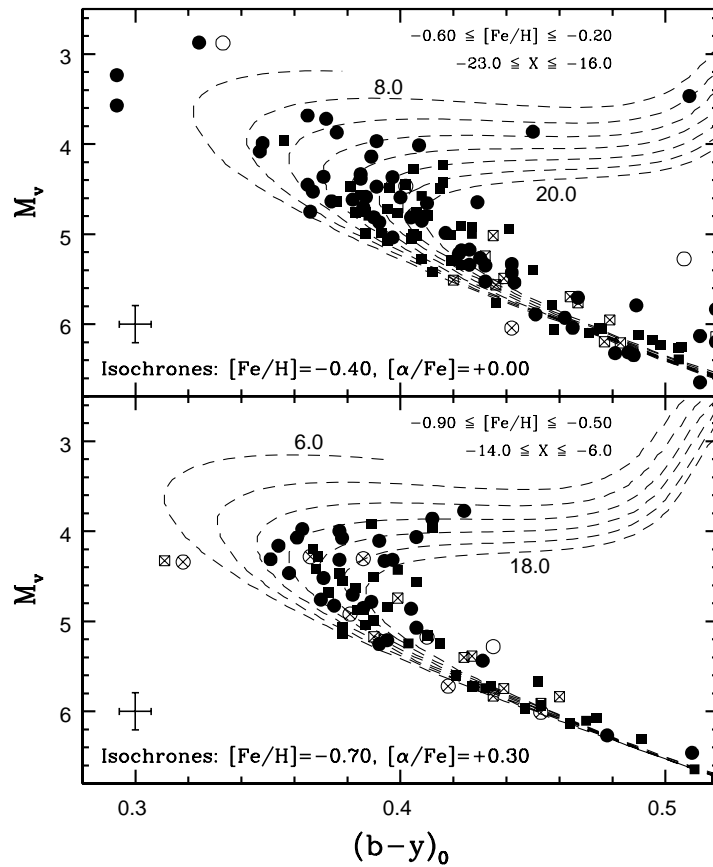 −0.60 ≦ [Fe/H] ≦ −0.20
−23.0 ≦ X ≦ −16.0
3
8.0
4
M_v
20.0
5
6
Isochrones: [Fe/H]=−0.40, [α/Fe]=+0.00
−0.90 ≦ [Fe/H] ≦ −0.50
6.0
3
−14.0 ≦ X ≦ −6.0
4
18.0
M_v
5
6
Isochrones: [Fe/H]=−0.70, [α/Fe]=+0.30
0.3 0.4 0.5
(b−y)_0